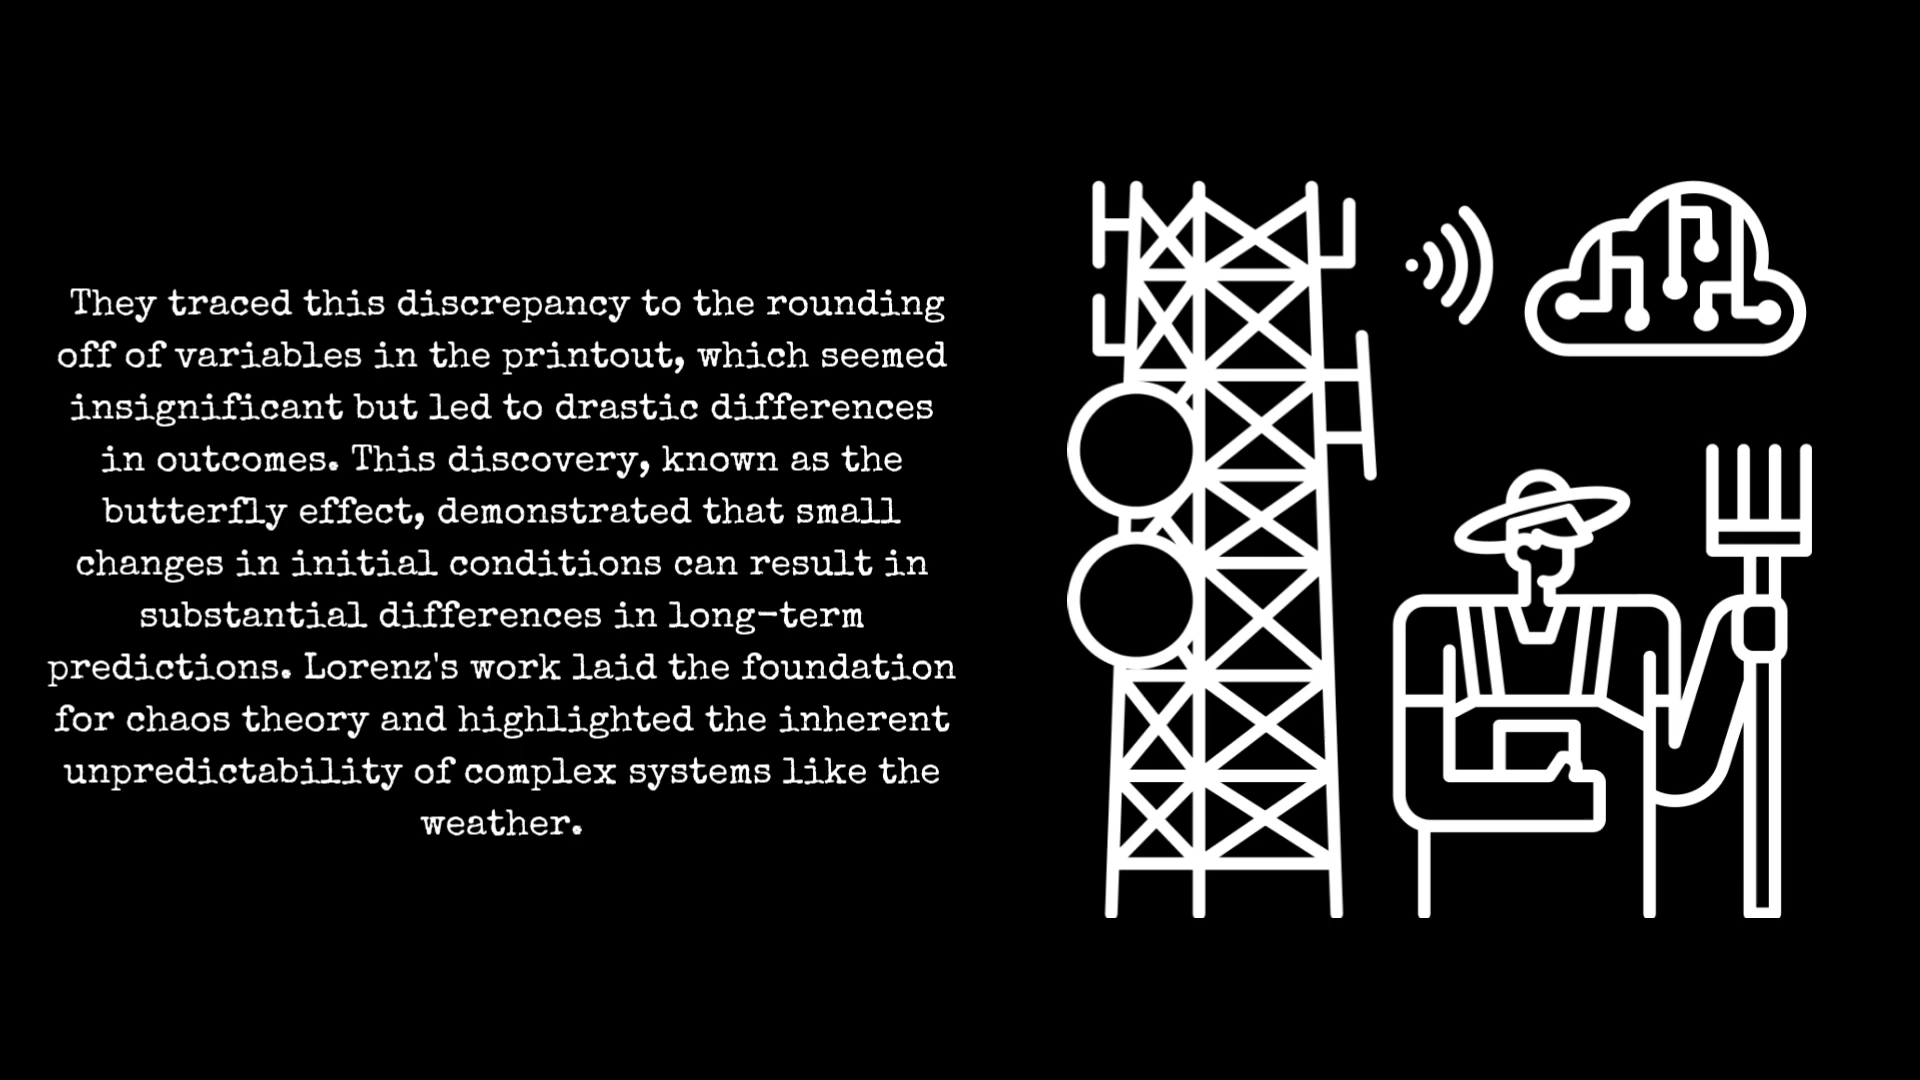 They traced this discrepancy to the rounding
off of variables in the printout, which seemed
insignificant but led to drastic differences
in outcomes. This discovery, known as the
butterfly effect, demonstrated that small
changes in initial conditions can result in
substantial differences in long-term
predictions. Lorenz's work laid the foundation
for chaos theory and highlighted the inherent
unpredictability of complex systems like the
weather.